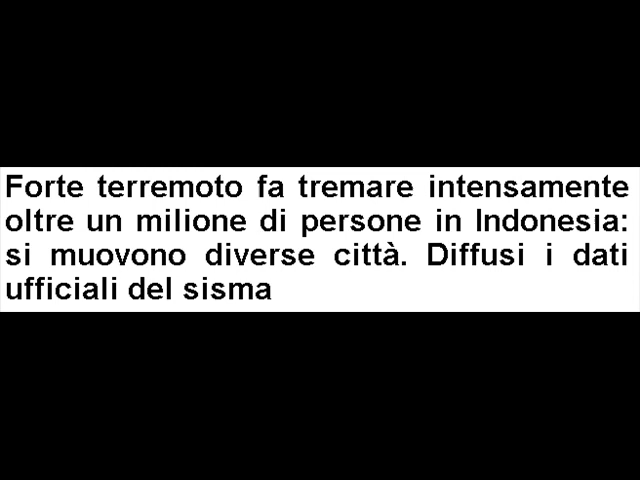 Forte terremoto fa tremare intensamente
oltre un milione di persone in Indonesia:
si muovono diverse città. Diffusi i dati
ufficiali del sisma